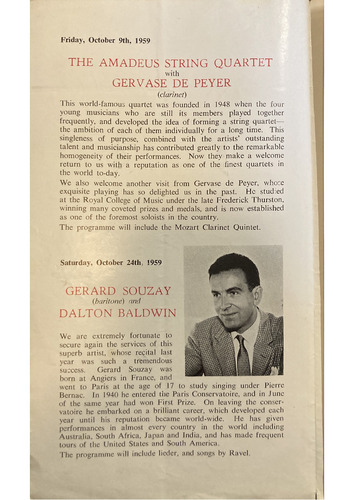 Friday, October 9th, 1959
THE AMADEUS STRING QUARTET
with
GERVASE DE PEYER
(clarinet)
This world-famous quartet was founded in 1948 when the four
young musicians who are still its members played together
frequently, and developed the idea of forming a string quartet—
the ambition of each of them individually for a long time. This
singleness of purpose, combined with the artists' outstanding
talent and musicianship has contributed greatly to the remarkable
homogeneity of their performances. Now they make a welcome
return to us with a reputation as one of the finest quartets in
the world to-day.
We also welcome another visit from Gervase de Peyer, whose
exquisite playing has so delighted us in the past. He studied
at the Royal College of Music under the late Frederick Thurston,
winning many coveted prizes and medals, and is now established
as one of the foremost soloists in the country.
The programme will include the Mozart Clarinet Quintet.
Saturday, October 24th, 1959
GERARD SOUZAY
(baritone) and
DALTON BALDWIN
We are extremely fortunate to
secure again the services of this
superb artist, whose recital last
year was such a tremendous
success. Gerard Souzay was
born at Angiers in France, and
went to Paris at the age of 17 to study singing under Pierre
Bernac. In 1940 he entered the Paris Conservatoire, and in June
of the same year had won First Prize. On leaving the conser-
vatoire he embarked on a brilliant career, which developed each
year until his reputation became world-wide. He has given
performances in almost every country in the world including
Australia, South Africa, Japan and India, and has made frequent
tours of the United States and South America.
The programme will include lieder, and songs by Ravel.